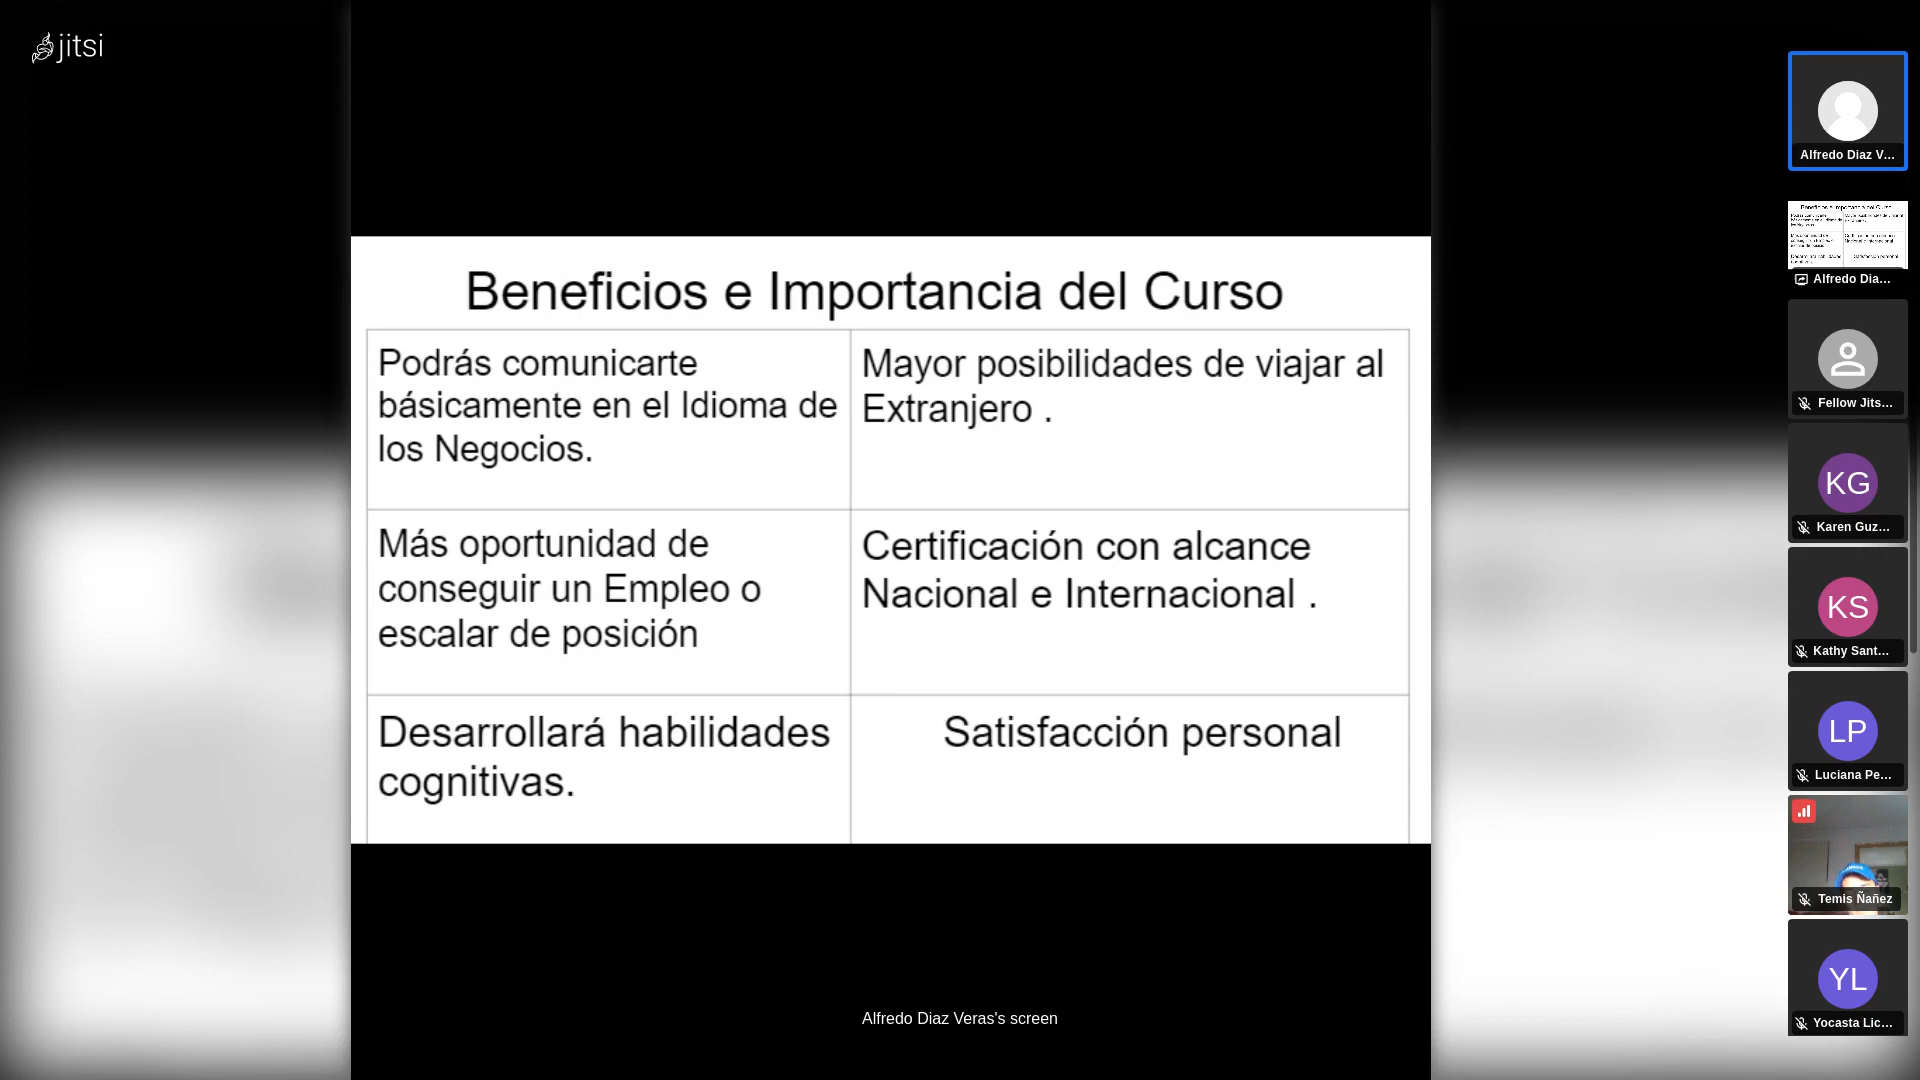 jitsi
Beneficios e Importancia del Curso
Podrás comunicarte
básicamente en el Idioma de
los Negocios.
Mayor posibilidades de viajar al
Extranjero .
Más oportunidad de
conseguir un Empleo o
escalar de posición
Certificación con alcance
Nacional e Internacional .
Desarrollará habilidades
cognitivas.
Satisfacción personal
Alfredo Diaz Veras's screen
Alfredo Diaz V...
Alfredo Dia...
Fellow Jits...
KG
Karen Guz...
KS
Kathy Sant...
LP
Luciana Pe...
Temis Ñañez
YL
Yocasta Lic...